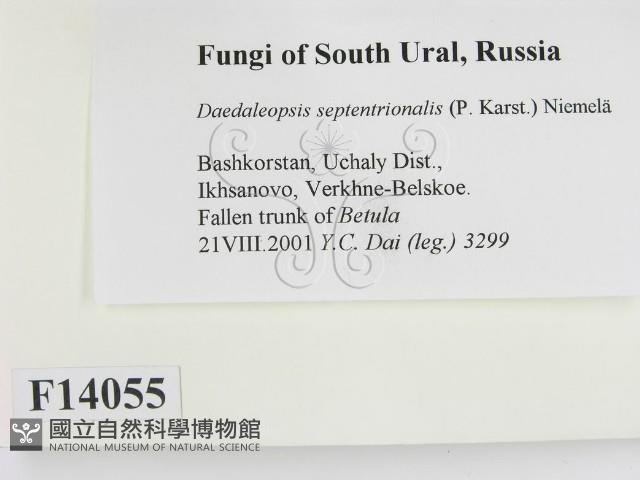 Fungi of South Ural, Russia
Daedaleopsis septentrionalis (P. Karst.) Niemelä
Bashkorstan, Uchaly Dist.,
Ikhsanovo, Verkhne-Belskoe.
Fallen trunk of Betula
21VIII.2001 Y.C. Dai (leg.) 3299
F14055
國立自然科學博物館
NATIONAL MUSEUM OF NATURAL SCIENCE